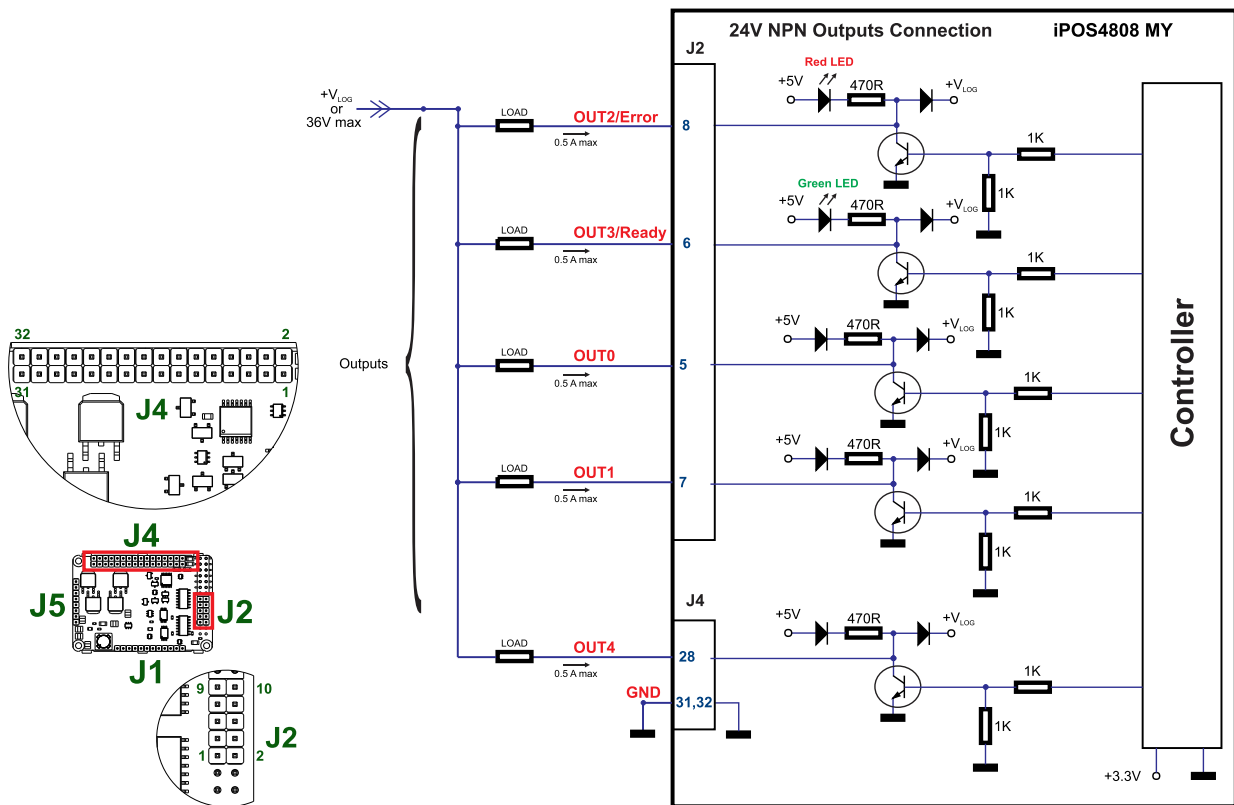 24V NPN Outputs Connection
iPOS4808 MY
J2
+VLOG
or
36V max
Outputs
LOAD
OUT2/Error
0.5 A max
8
+5V
Red LED
470R
+VLOG
1K
1K
LOAD
OUT3/Ready
0.5 A max
6
+5V
Green LED
470R
+VLOG
1K
1K
LOAD
OUT0
0.5 A max
5
+5V
470R
+VLOG
1K
1K
LOAD
OUT1
0.5 A max
7
+5V
470R
+VLOG
1K
1K
J4
LOAD
OUT4
0.5 A max
28
+5V
470R
+VLOG
1K
1K
GND
31,32
Controller
+3.3V
32
2
31
1
J4
J4
J5
J2
J1
9
10
1
2
J2